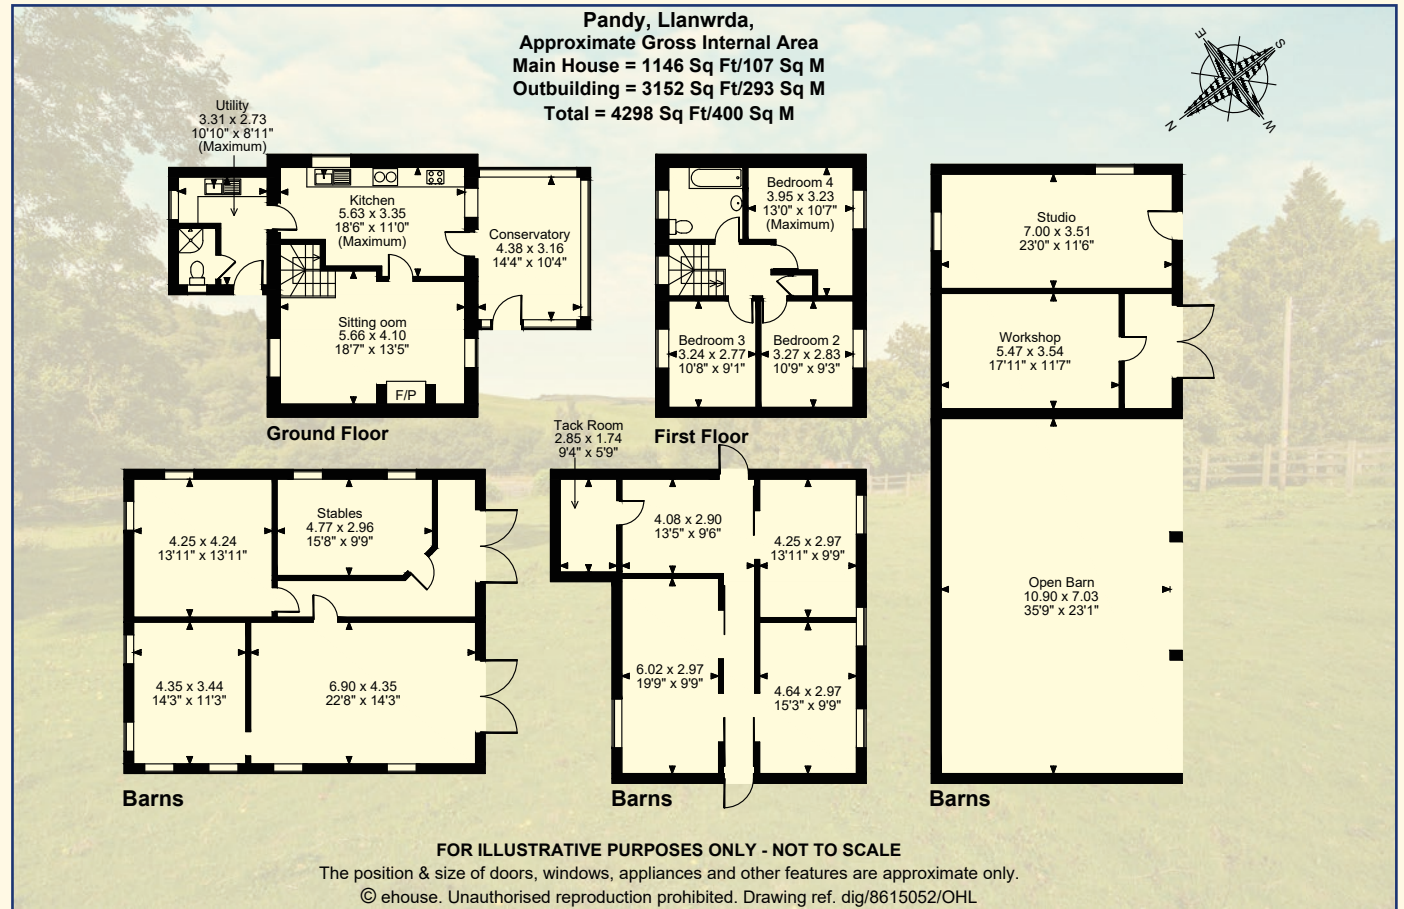 Pandy, Llanwrda,
Approximate Gross Internal Area
Main House = 1146 Sq Ft/107 Sq M
Outbuilding = 3152 Sq Ft/293 Sq M
Total = 4298 Sq Ft/400 Sq M
E
S
N
W
Utility
3.31 x 2.73
10'10" x 8'11"
(Maximum)
Kitchen
5.63 x 3.35
18'6" x 11'0"
(Maximum)
Conservatory
4.38 x 3.16
14'4" x 10'4"
Sitting oom
5.66 x 4.10
18'7" x 13'5"
F/P
Ground Floor
Bedroom 4
3.95 x 3.23
13'0" x 10'7"
(Maximum)
Bedroom 3
3.24 x 2.77
10'8" x 9'1"
Bedroom 2
3.27 x 2.83
10'9" x 9'3"
First Floor
Studio
7.00 x 3.51
23'0" x 11'6"
Workshop
5.47 x 3.54
17'11" x 11'7"
Open Barn
10.90 x 7.03
35'9" x 23'1"
Barns
4.25 x 4.24
13'11" x 13'11"
Stables
4.77 x 2.96
15'8" x 9'9"
4.35 x 3.44
14'3" x 11'3"
6.90 x 4.35
22'8" x 14'3"
Barns
Tack Room
2.85 x 1.74
9'4" x 5'9"
4.08 x 2.90
13'5" x 9'6"
4.25 x 2.97
13'11" x 9'9"
6.02 x 2.97
19'9" x 9'9"
4.64 x 2.97
15'3" x 9'9"
Barns
FOR ILLUSTRATIVE PURPOSES ONLY - NOT TO SCALE
The position & size of doors, windows, appliances and other features are approximate only.
© ehouse. Unauthorised reproduction prohibited. Drawing ref. dig/8615052/OHL